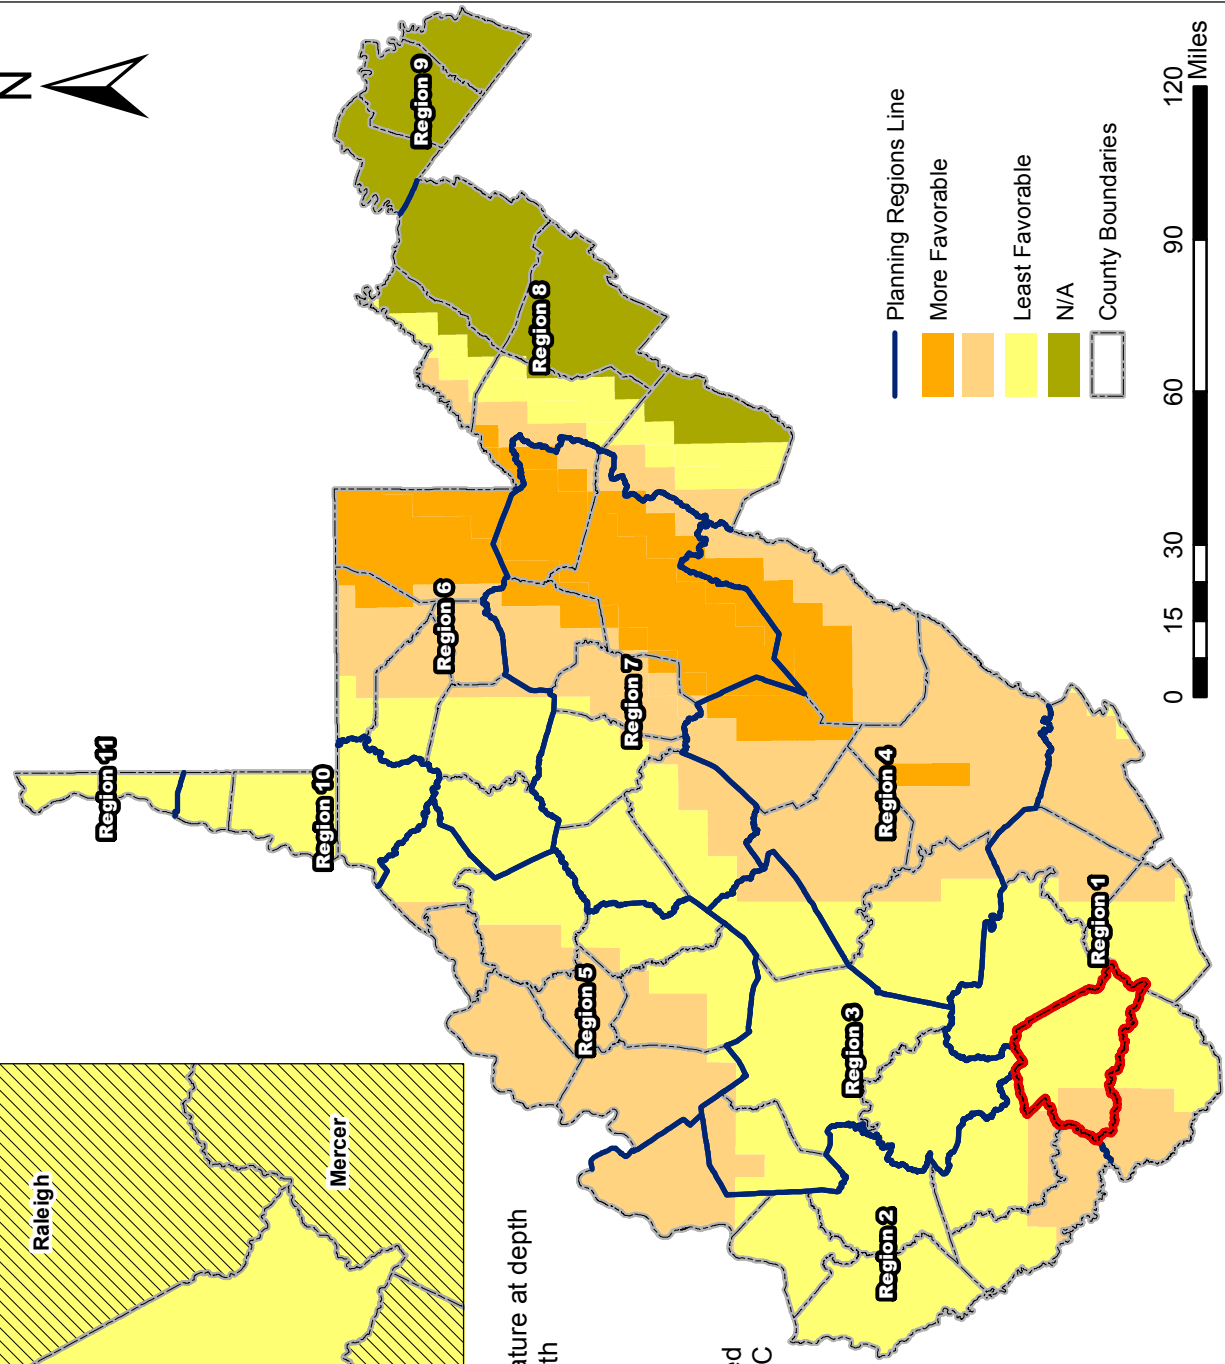 N
Region 11
Region 10
Region 9
Region 8
Region 6
Region 7
Region 5
Region 4
Region 3
Region 2
Region 1
Raleigh
Mercer
ature at depth
th
ed
C
Planning Regions Line
More Favorable
Least Favorable
N/A
County Boundaries
0 15 30 60 90 120
Miles